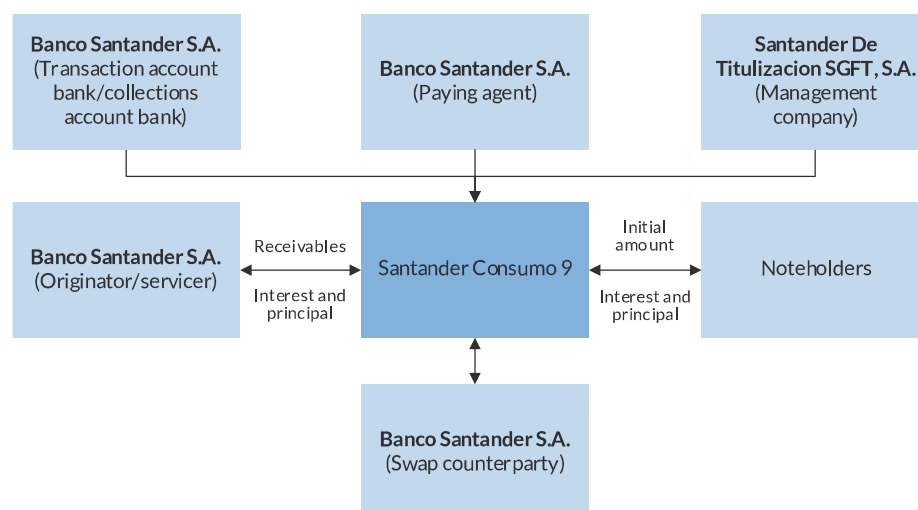 Banco Santander S.A.
(Transaction account
bank/collections
account bank)
Banco Santander S.A.
(Paying agent)
Santander De
Titulizacion SGFT, S.A.
(Management
company)
Banco Santander S.A.
(Originator/servicer)
Receivables
Interest and
principal
Santander Consumo 9
Initial
amount
Interest and
principal
Noteholders
Banco Santander S.A.
(Swap counterparty)